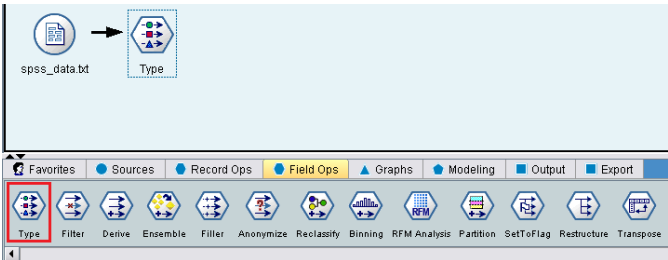 spss_data.txt Type
Favorites Sources Record Ops Field Ops Graphs Modeling Output Export
RFM
Type Filter Derive Ensemble Filler Anonymize Reclassify Binning RFM Analysis Partition SetToFlag Restructure Transpose